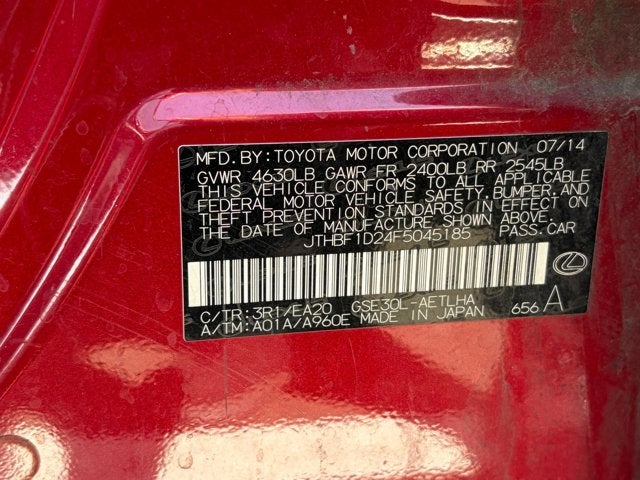 MFD.BY:TOYOTA MOTOR CORPORATION 07/14
GVWR 4630LB GAWR FR 2400LB RR 2545LB
THIS VEHICLE CONFORMS TO ALL APPLICABLE
FEDERAL MOTOR VEHICLE SAFETY,BUMPER,AND
THEFT PREVENTION STANDARDS IN EFFECT ON
THE DATE OF MANUFACTURE SHOWN ABOVE.
JTHBF1D24F5045185 PASS.CAR
C/TR:3R1/EA20 GSE30L-AETLHA
A/TM:A01A/A960E MADE IN JAPAN 656 A